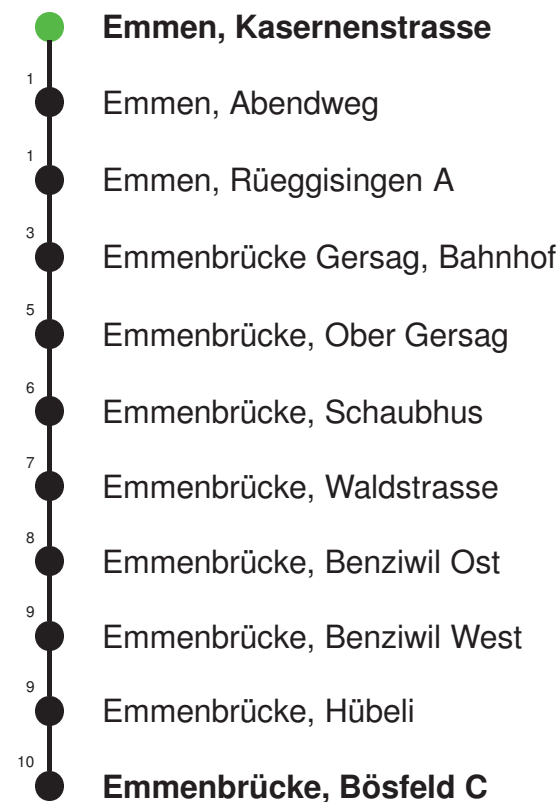 Emmen, Kasernenstrasse
1
Emmen, Abendweg
1
Emmen, Rüeggisingen A
3
Emmenbrücke Gersag, Bahnhof
5
Emmenbrücke, Ober Gersag
6
Emmenbrücke, Schaubhus
7
Emmenbrücke, Waldstrasse
8
Emmenbrücke, Benziwil Ost
9
Emmenbrücke, Benziwil West
9
Emmenbrücke, Hübeli
10
Emmenbrücke, Bösfeld C